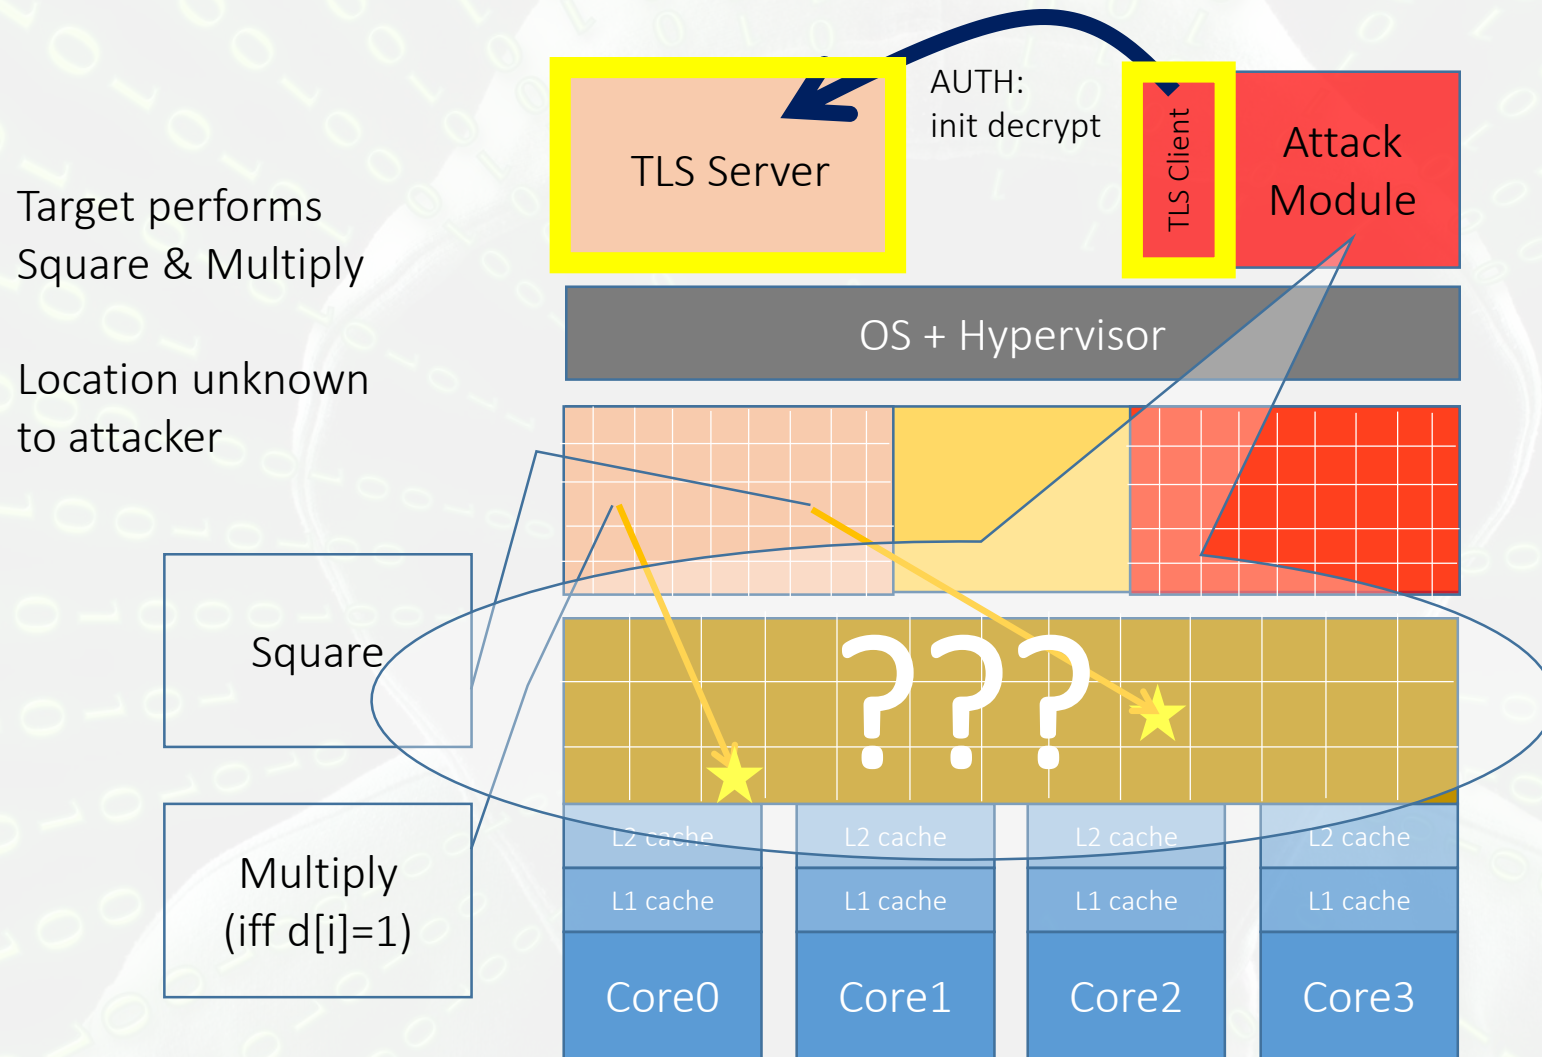 AUTH:
init decrypt
TLS Server
TLS Client
Attack
Module
Target performs
Square & Multiply
OS + Hypervisor
Location unknown
to attacker
Square
???
Multiply
(iff d[i]=1)
L2 cache
L2 cache
L2 cache
L2 cache
L1 cache
L1 cache
L1 cache
L1 cache
Core0
Core1
Core2
Core3